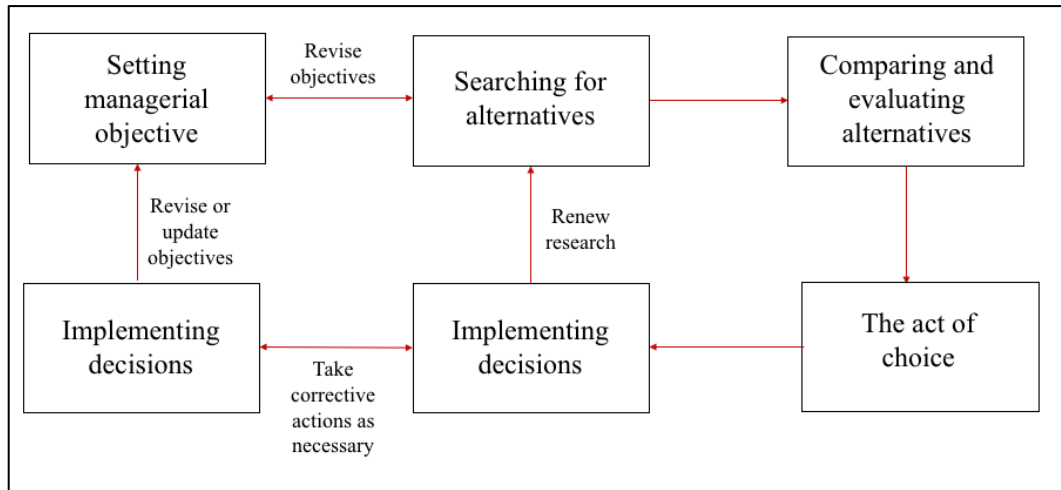 Setting
managerial
objective
Revise
objectives
Searching for
alternatives
Comparing and
evaluating
alternatives
Revise or
update
objectives
Renew
research
Implementing
decisions
Take
corrective
actions as
necessary
Implementing
decisions
The act of
choice